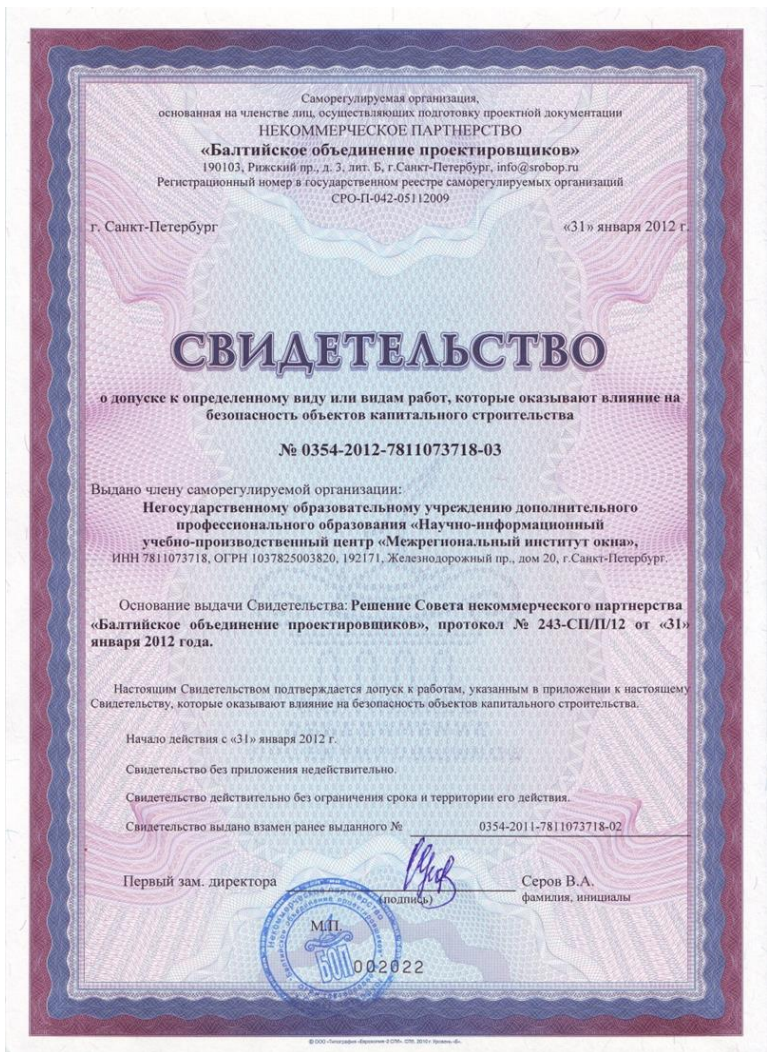 Саморегулируемая организация,
основанная на членстве лиц, осуществляющих подготовку проектной документации
НЕКОММЕРЧЕСКОЕ ПАРТНЕРСТВО
«Балтийское объединение проектировщиков»
190103, Рижский пр., д. 3, лит. Б, г.Санкт-Петербург, info@srobop.ru
Регистрационный номер в государственном реестре саморегулируемых организаций
СРО-П-042-05112009
г. Санкт-Петербург «31» января 2012 г.
СВИДЕТЕЛЬСТВО
о допуске к определенному виду или видам работ, которые оказывают влияние на
безопасность объектов капитального строительства
№ 0354-2012-7811073718-03
Выдано члену саморегулируемой организации:
Негосударственному образовательному учреждению дополнительного
профессионального образования «Научно-информационный
учебно-производственный центр «Межрегиональный институт окна»,
ИНН 7811073718, ОГРН 1037825003820, 192171, Железнодорожный пр., дом 20, г.Санкт-Петербург.
Основание выдачи Свидетельства: Решение Совета некоммерческого партнерства
«Балтийское объединение проектировщиков», протокол № 243-СП/П/12 от «31»
января 2012 года.
Настоящим Свидетельством подтверждается допуск к работам, указанным в приложении к настоящему
Свидетельству, которые оказывают влияние на безопасность объектов капитального строительства.
Начало действия с «31» января 2012 г.
Свидетельство без приложения недействительно.
Свидетельство действительно без ограничения срока и территории его действия.
Свидетельство выдано взамен ранее выданного № 0354-2011-7811073718-02
Первый зам. директора Серов В.А.
(подпись) фамилия, инициалы
М.П.
Некоммерческое партнерство
БОП
002022